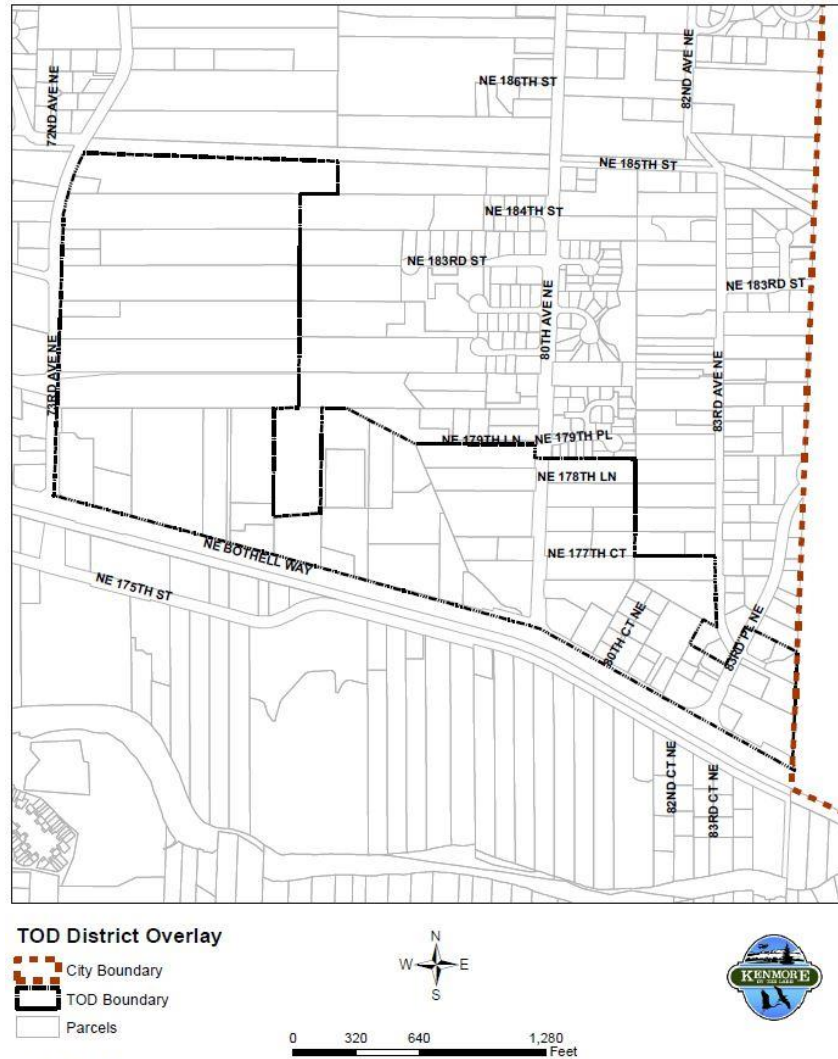 72ND AVE NE
82ND AVE NE
NE 186TH ST
NE 185TH ST
NE 184TH ST
NE 183RD ST
NE 183RD ST
80TH AVE NE
73RD AVE NE
83RD AVE NE
NE 179TH LN
NE 179TH PL
NE 178TH LN
NE BOTHELL WAY
NE 177TH CT
NE 175TH ST
80TH CT NE
83RD PL NE
82ND CT NE
83RD CT NE
TOD District Overlay
City Boundary
TOD Boundary
Parcels
N
W E
S
0 320 640 1,280
Feet
KENMORE
BY THE LAKE